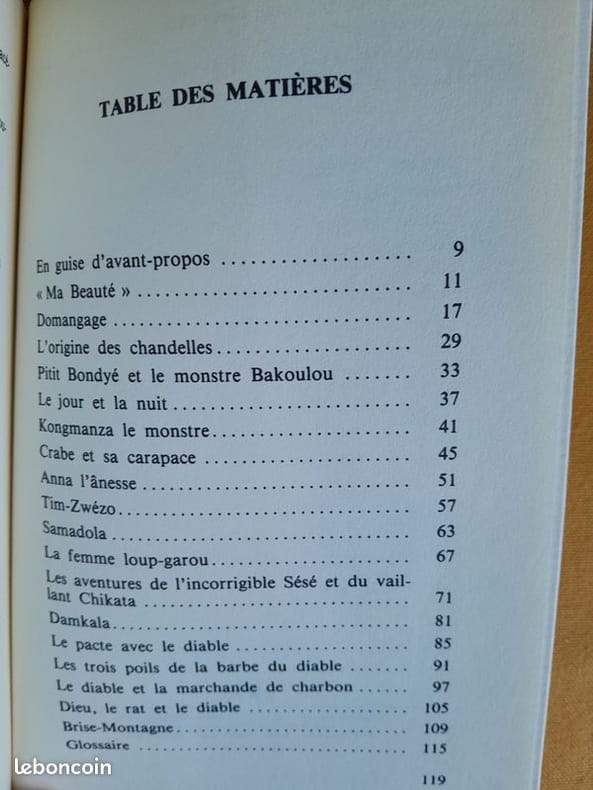 TABLE DES MATIÈRES
En guise d'avant-propos .................... 9
« Ma Beauté » .................... 11
Domangage .................... 17
L'origine des chandelles .................... 29
Pitit Bondyé et le monstre Bakoulou ....... 33
Le jour et la nuit .................... 37
Kongmanza le monstre .................... 41
Crabe et sa carapace .................... 45
Anna l'ânesse .................... 51
Tim-Zwézo .................... 57
Samadola .................... 63
La femme loup-garou .................... 67
Les aventures de l'incorrigible Sésé et du vail-
lant Chikata .................... 71
Damkala .................... 81
Le pacte avec le diable .................... 85
Les trois poils de la barbe du diable ....... 91
Le diable et la marchande de charbon ...... 97
Dieu, le rat et le diable .................... 105
Brise-Montagne .................... 109
Glossaire .................... 115
119
leboncoin